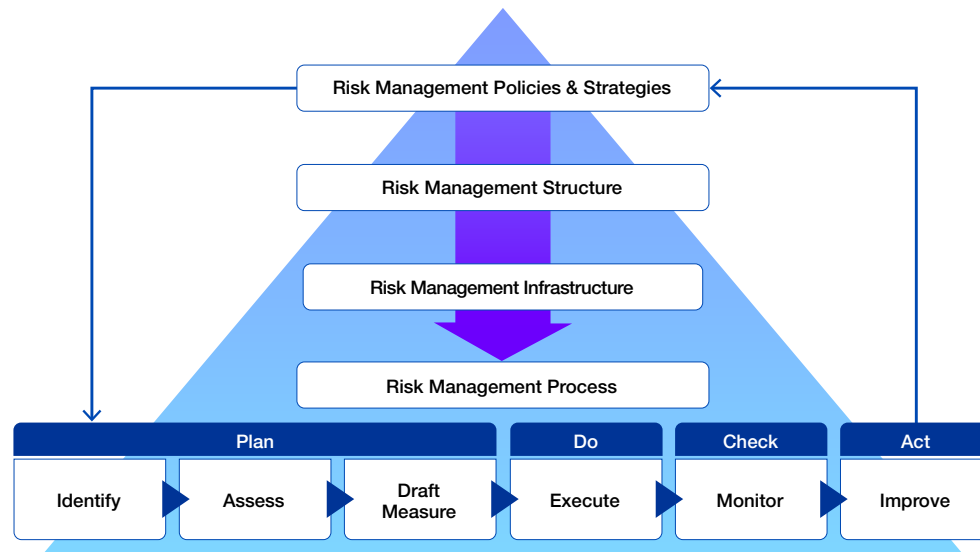 Risk Management Policies & Strategies
Risk Management Structure
Risk Management Infrastructure
Risk Management Process
Plan
Do
Check
Act
Identify
Assess
Draft
Measure
Execute
Monitor
Improve